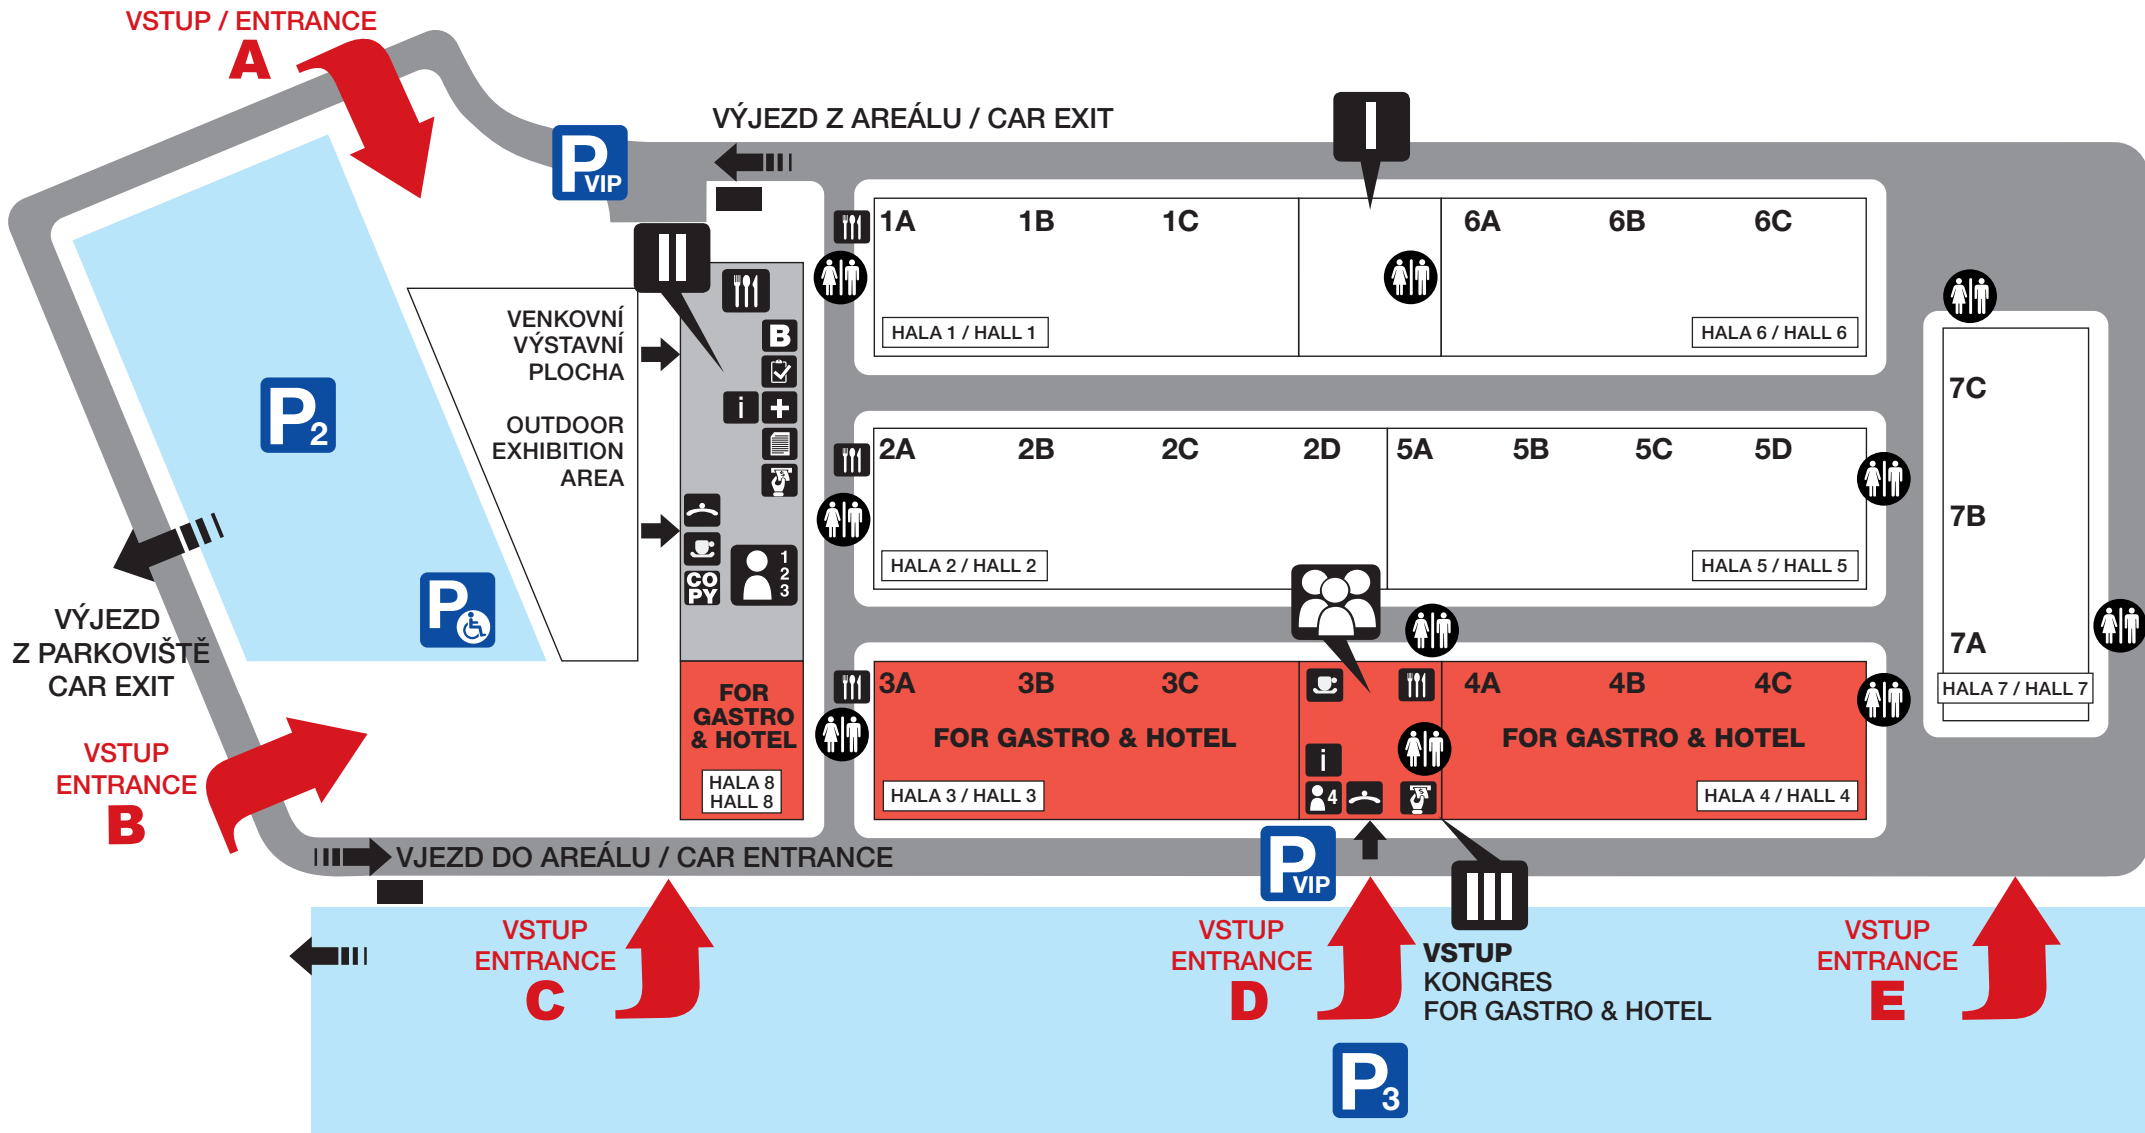 VSTUP / ENTRANCE
A
VÝJEZD Z AREÁLU / CAR EXIT
P VIP
I
II
1A 1B 1C
6A 6B 6C
HALA 1 / HALL 1
HALA 6 / HALL 6
VENKOVNÍ
VÝSTAVNÍ
PLOCHA
OUTDOOR
EXHIBITION
AREA
B
i
CO
PY
1
2
3
P2
P
2A 2B 2C 2D
5A 5B 5C 5D
HALA 2 / HALL 2
HALA 5 / HALL 5
7C
7B
7A
HALA 7 / HALL 7
VÝJEZD
Z PARKOVIŠTĚ
CAR EXIT
FOR
GASTRO
& HOTEL
HALA 8
HALL 8
3A 3B 3C
FOR GASTRO & HOTEL
HALA 3 / HALL 3
i
4
4A 4B 4C
FOR GASTRO & HOTEL
HALA 4 / HALL 4
VSTUP
ENTRANCE
B
VJEZD DO AREÁLU / CAR ENTRANCE
P VIP
III
VSTUP
ENTRANCE
C
VSTUP
ENTRANCE
D
VSTUP
KONGRES
FOR GASTRO & HOTEL
VSTUP
ENTRANCE
E
P3